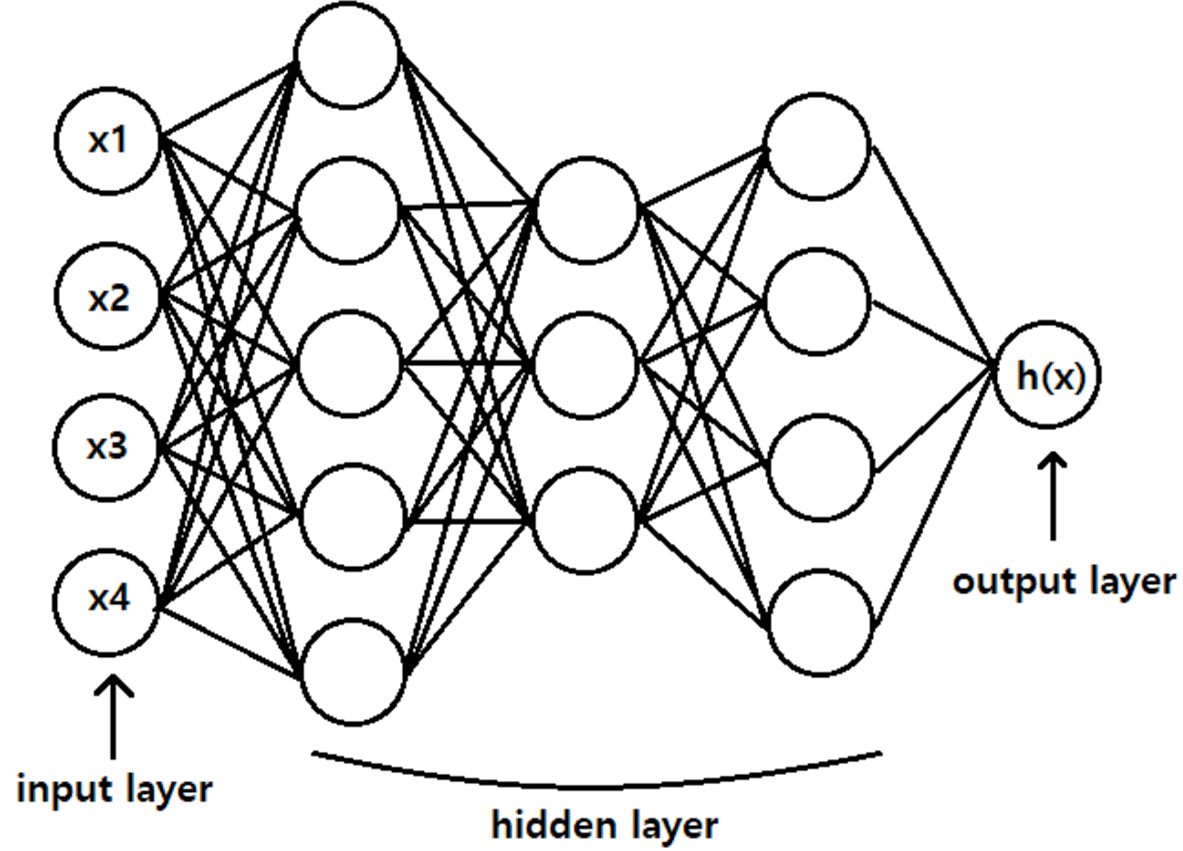 x1
x2
x3
x4
h(x)
input layer
hidden layer
output layer